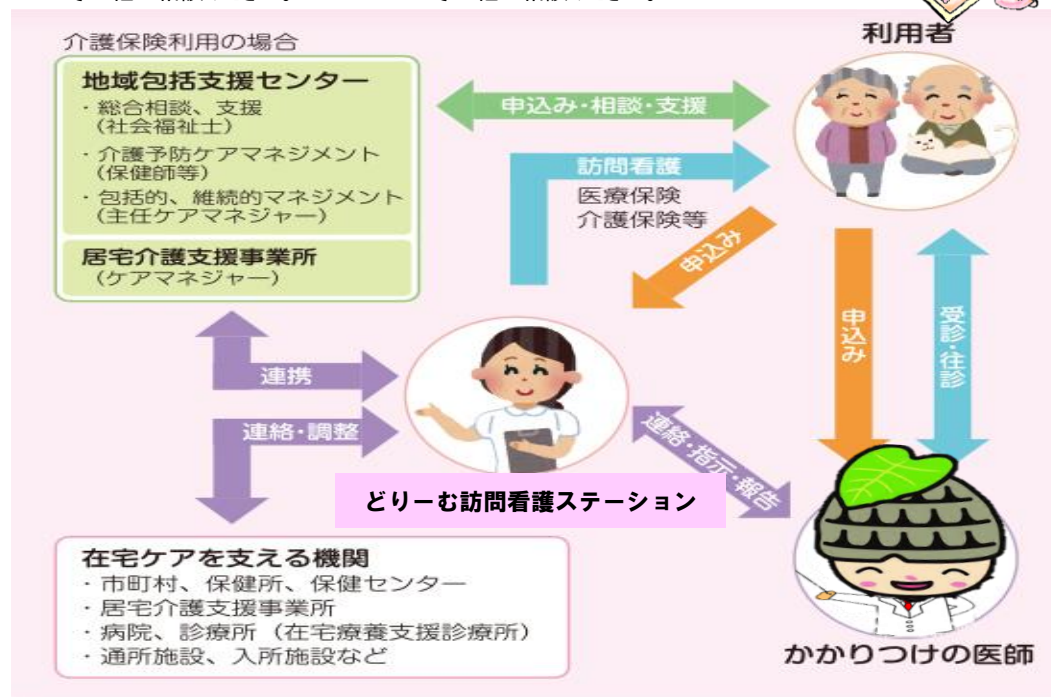 介護保険利用の場合
利用者
地域包括支援センター
・総合相談、支援
(社会福祉士)
・介護予防ケアマネジメント
(保健師等)
・包括的、継続的マネジメント
(主任ケアマネジャー)
居宅介護支援事業所
(ケアマネジャー)
申込み・相談・支援
訪問看護
医療保険
介護保険等
申込み
申込み
受診・往診
連携
連絡・調整
連絡・指示・報告
どりーむ訪問看護ステーション
在宅ケアを支える機関
・市町村、保健所、保健センター
・居宅介護支援事業所
・病院、診療所(在宅療養支援診療所)
・通所施設、入所施設など
かかりつけの医師